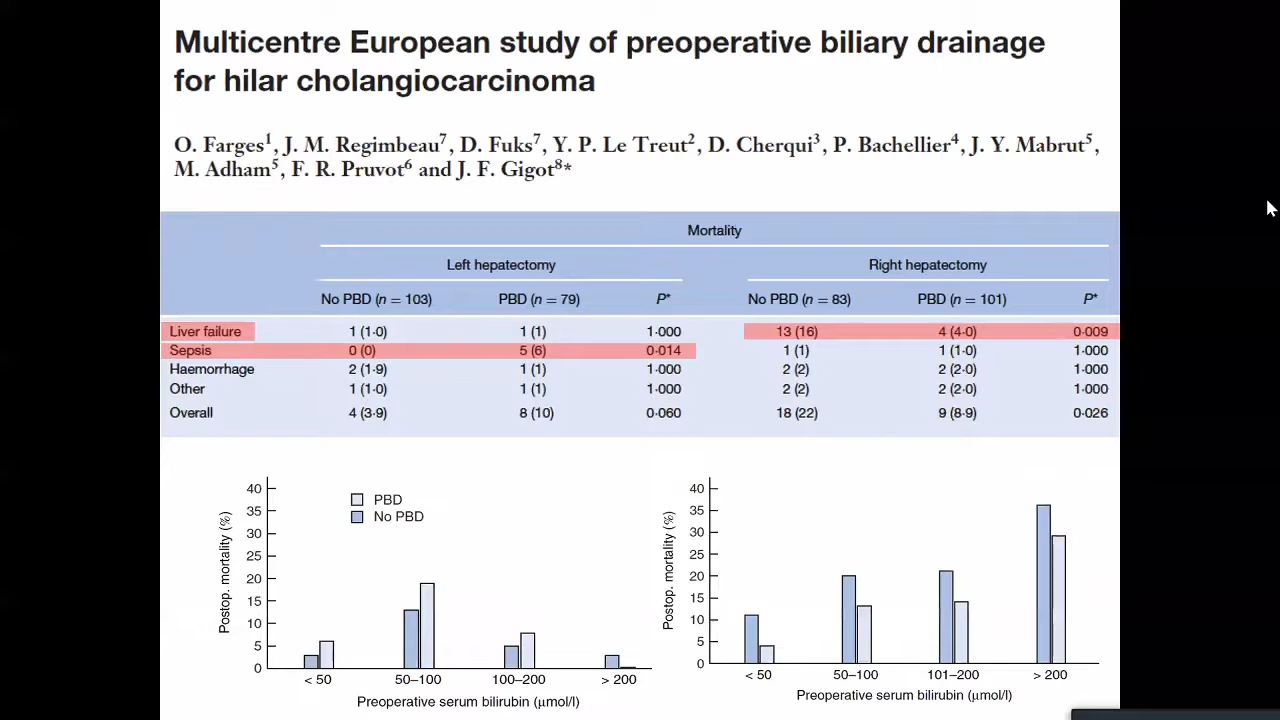 Multicentre European study of preoperative biliary drainage
for hilar cholangiocarcinoma
O. Farges1, J. M. Regimbeau7, D. Fuks7, Y. P. Le Treut2, D. Cherqui3, P. Bachellier4, J. Y. Mabrut5,
M. Adham5, F. R. Pruvot6 and J. F. Gigot8*
Mortality
Left hepatectomy Right hepatectomy
No PBD (n = 103) PBD (n = 79) P* No PBD (n = 83) PBD (n = 101) P*
Liver failure 1 (1·0) 1 (1) 1·000 13 (16) 4 (4·0) 0·009
Sepsis 0 (0) 5 (6) 0·014 1 (1) 1 (1·0) 1·000
Haemorrhage 2 (1·9) 1 (1) 1·000 2 (2) 2 (2·0) 1·000
Other 1 (1·0) 1 (1) 1·000 2 (2) 2 (2·0) 1·000
Overall 4 (3·9) 8 (10) 0·060 18 (22) 9 (8·9) 0·026
Postop. mortality (%)
40
35
30
25
20
15
10
5
0
PBD
No PBD
< 50 50–100 100–200 > 200
Preoperative serum bilirubin (μmol/l)
Postop. mortality (%)
40
35
30
25
20
15
10
5
0
< 50 50–100 101–200 > 200
Preoperative serum bilirubin (μmol/l)